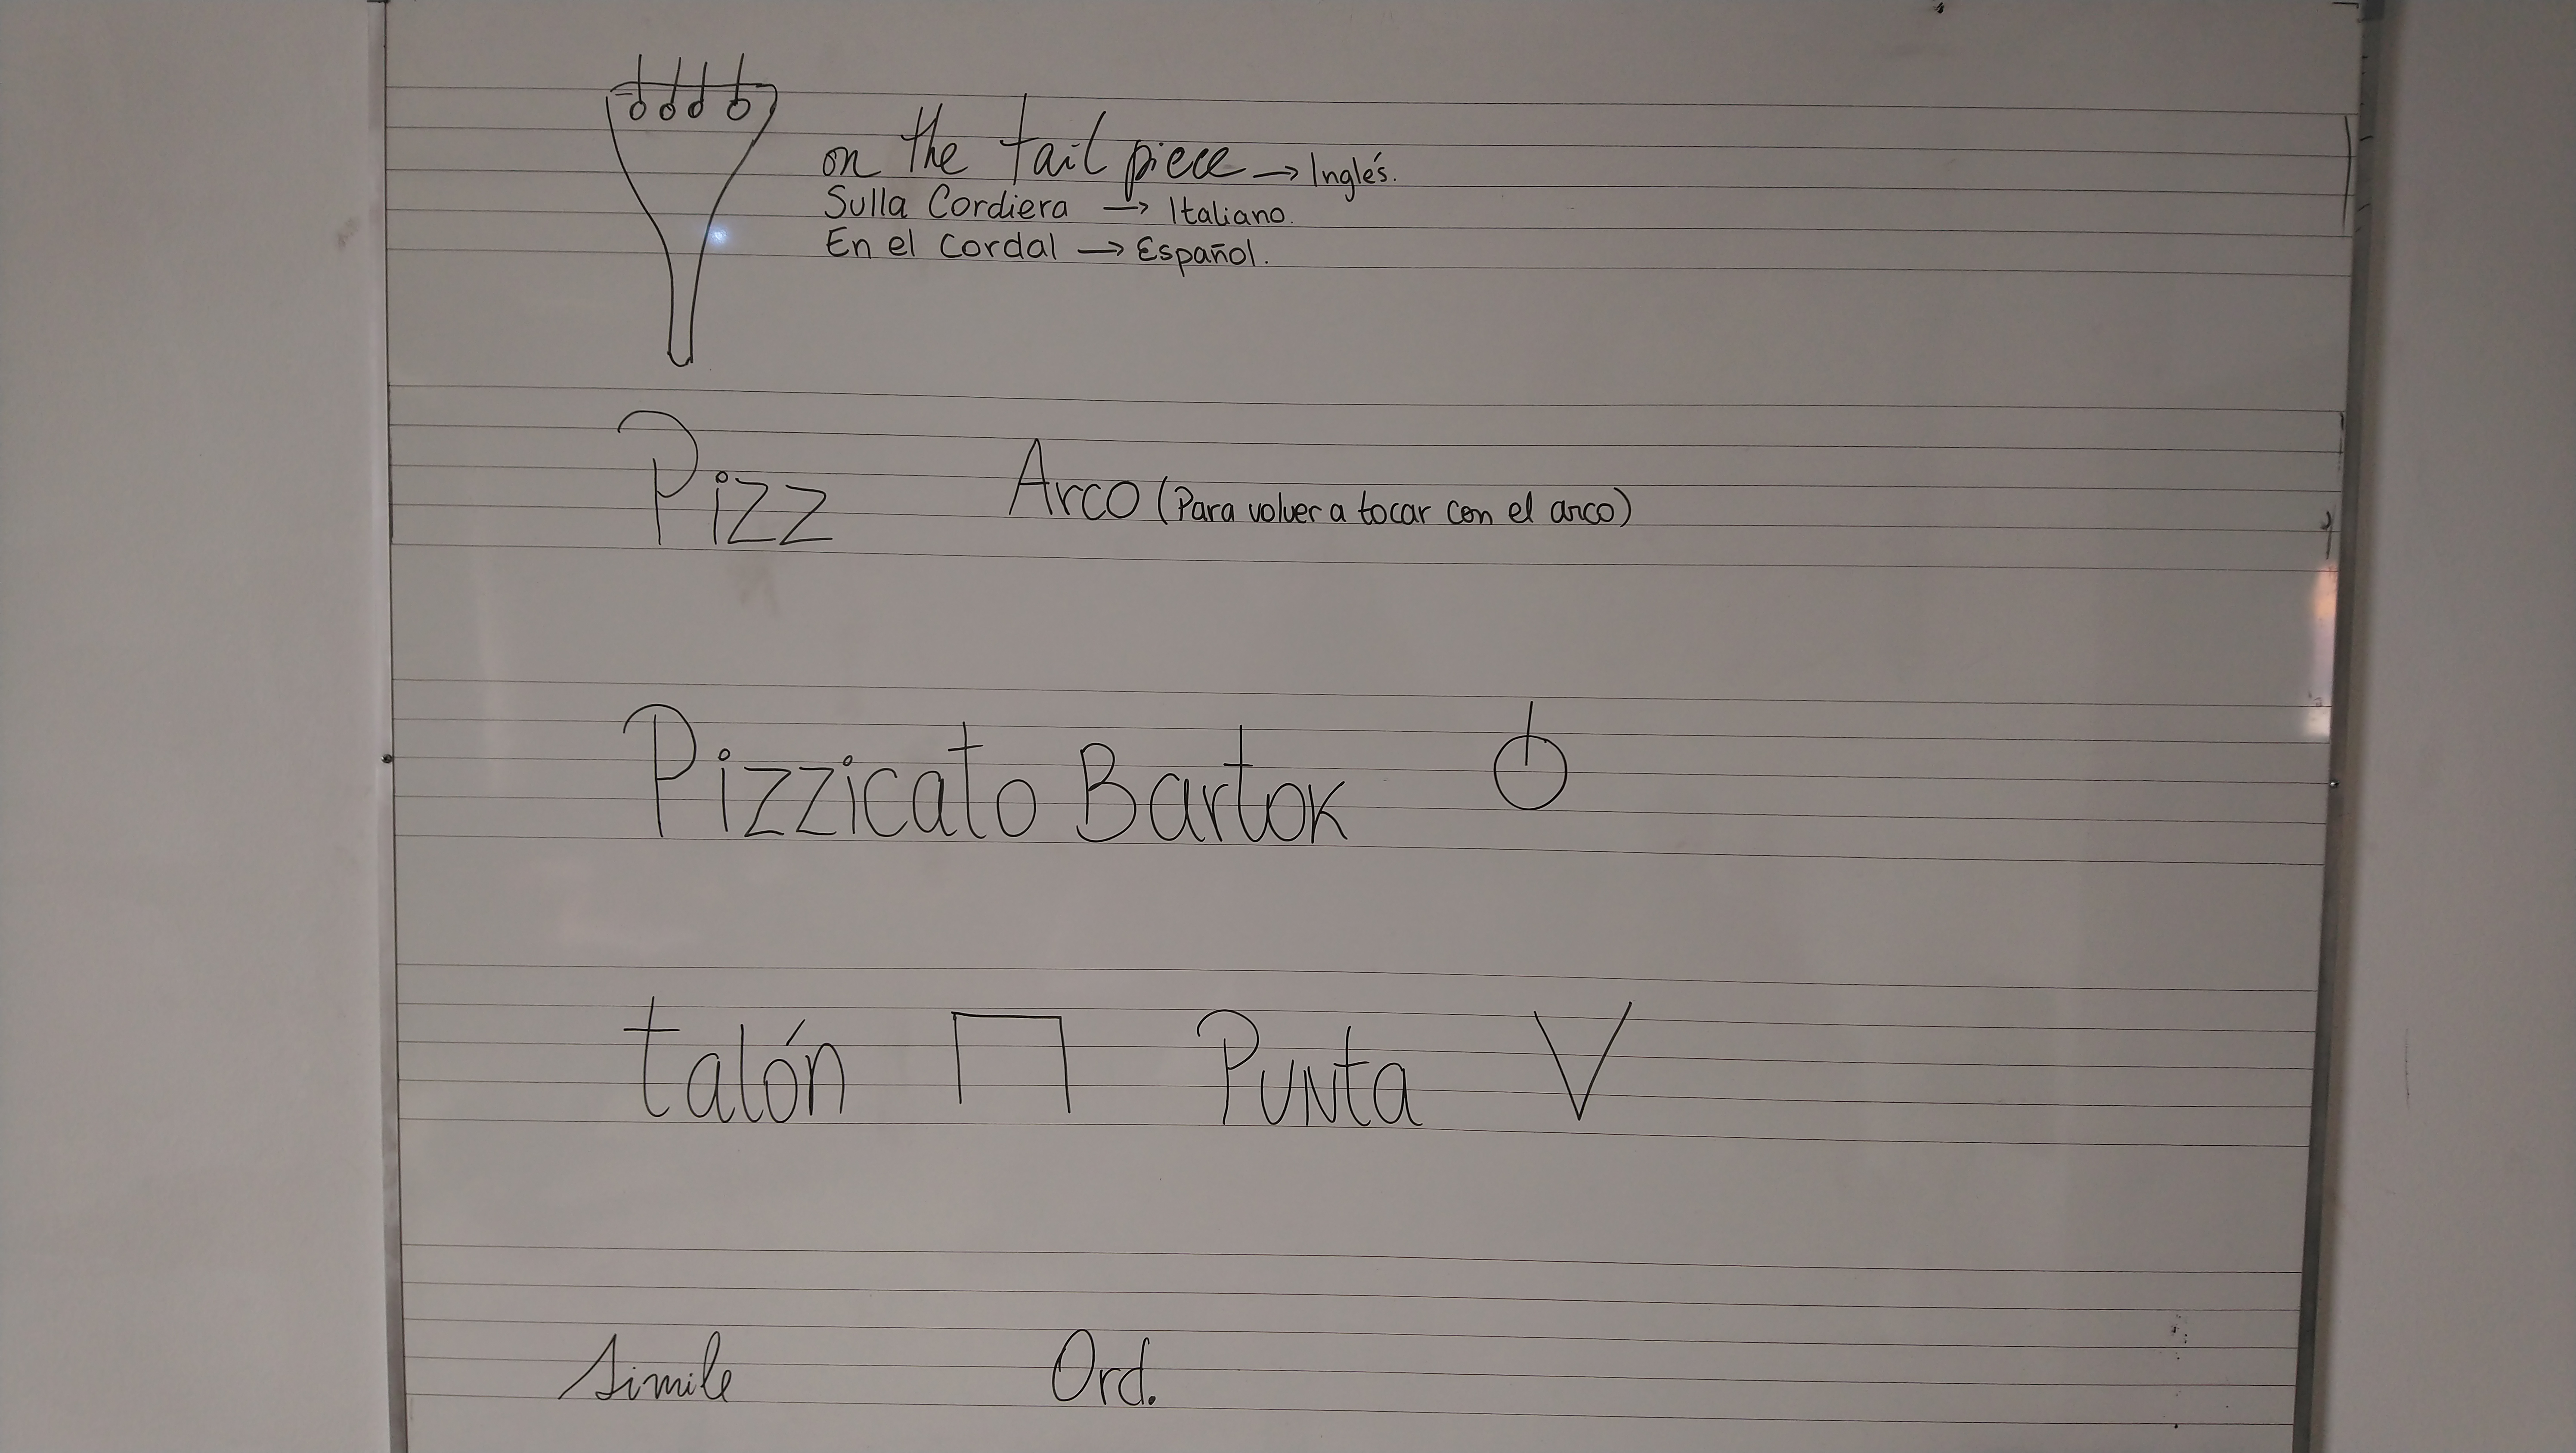 on the tail piece → Inglés.
Sulla Cordiera → Italiano.
En el Cordal → Español.
Pizz Arco (Para volver a tocar con el arco)
Pizzicato Bartok
talón Punta V
Simile Ord.